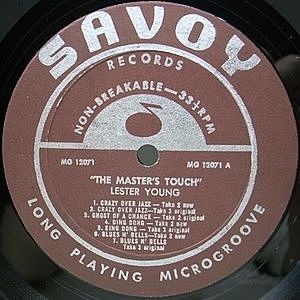 SAVOY
RECORDS
NON-BREAKABLE — 33⅓ RPM
MG 12071
MG 12071 A
"THE MASTER'S TOUCH"
LESTER YOUNG
1. CRAZY OVER JAZZ — Take 2 new
2. CRAZY OVER JAZZ — Take 3 original
3. GHOST OF A CHANCE — Take 2 original
4. DING DONG — Take 2 new
5. DING DONG — Take 3 original
6. BLUES N' BELLS — Take 2 new
7. BLUES N' BELLS —
Take 3 original
LONG PLAYING MICROGROOVE